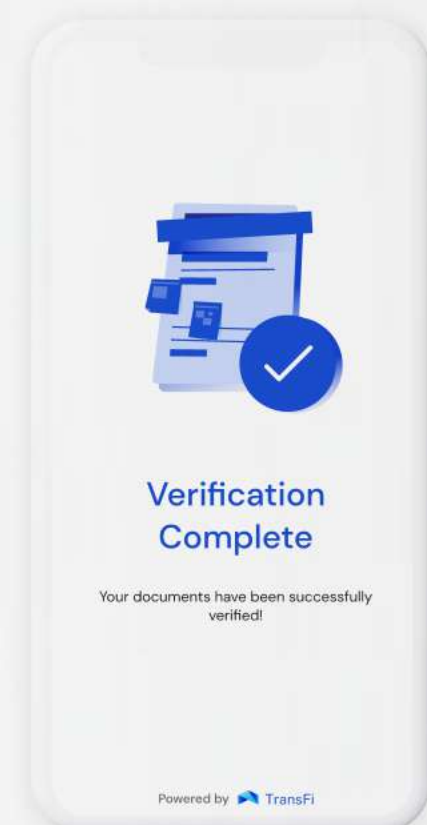 Verification
Complete
Your documents have been successfully
verified!
Powered by TransFi